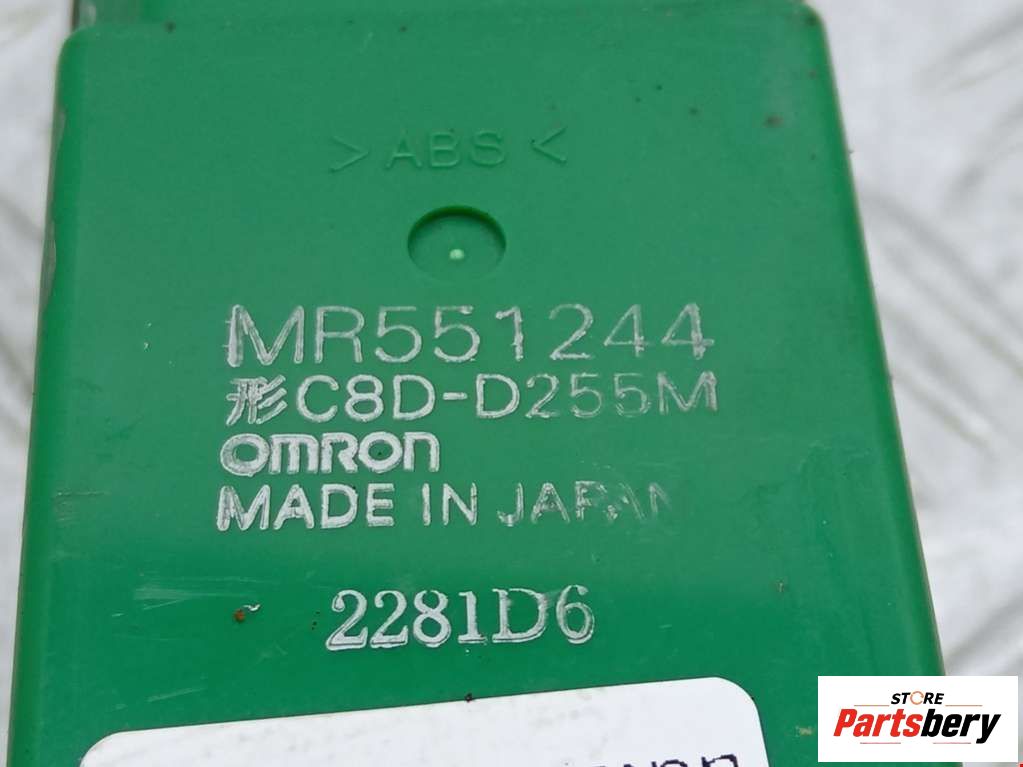 >ABS<
MR551244
形C8D-D255M
omron
MADE IN JAPAN
2281D6
STORE
Partsbery